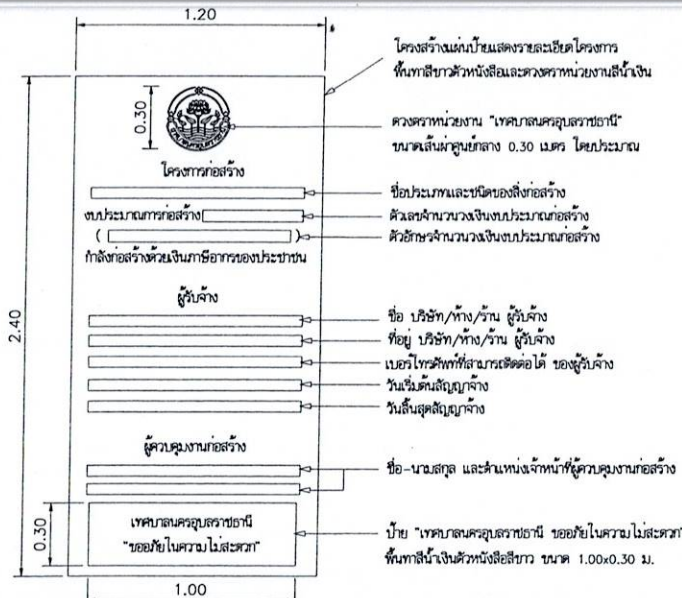 1.20
โครงสร้างแผ่นป้ายแสดงรายละเอียดโครงการ
พื้นทาสีขาวตัวหนังสือและดวงตราหน่วยงานสีน้ำเงิน
0.30
ดวงตราหน่วยงาน "เทศบาลนครอุบลราชธานี"
ขนาดเส้นผ่าศูนย์กลาง 0.30 เมตร โดยประมาณ
โครงการก่อสร้าง
ชื่อประเภทและชนิดของสิ่งก่อสร้าง
งบประมาณการก่อสร้าง
ตัวเลขจำนวนวงเงินงบประมาณก่อสร้าง
( )
ตัวอักษรจำนวนวงเงินงบประมาณก่อสร้าง
กำลังก่อสร้างด้วยเงินภาษีอากรของประชาชน
2.40
ผู้รับจ้าง
ชื่อ บริษัท/ห้าง/ร้าน ผู้รับจ้าง
ที่อยู่ บริษัท/ห้าง/ร้าน ผู้รับจ้าง
เบอร์โทรศัพท์ที่สามารถติดต่อได้ ของผู้รับจ้าง
วันเริ่มต้นสัญญาจ้าง
วันสิ้นสุดสัญญาจ้าง
ผู้ควบคุมงานก่อสร้าง
ชื่อ-นามสกุล และตำแหน่งเจ้าหน้าที่ผู้ควบคุมงานก่อสร้าง
0.30
เทศบาลนครอุบลราชธานี
"ขออภัยในความไม่สะดวก"
ป้าย "เทศบาลนครอุบลราชธานี ขออภัยในความไม่สะดวก"
พื้นทาสีน้ำเงินตัวหนังสือสีขาว ขนาด 1.00x0.30 ม.
1.00